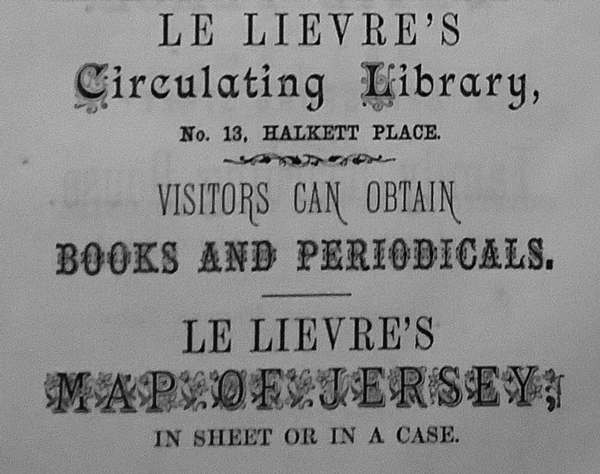 LE LIEVRE'S
Circulating Library,
No. 13, HALKETT PLACE.
VISITORS CAN OBTAIN
BOOKS AND PERIODICALS.
LE LIEVRE'S
MAP OF JERSEY;
IN SHEET OR IN A CASE.